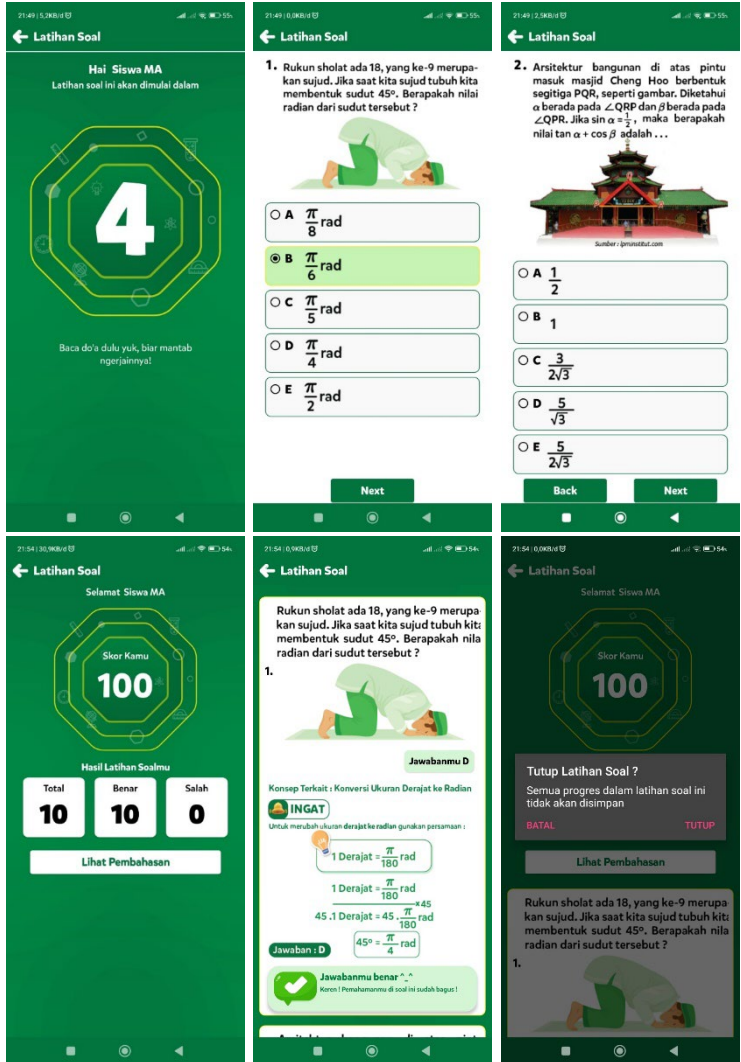 21:49 | 5,2KB/d
55%
Latihan Soal
Hai Siswa MA
Latihan soal ini akan dimulai dalam
4
Baca do'a dulu yuk, biar mantab
ngerjainnya!
21:49 | 0,0KB/d
55%
Latihan Soal
1. Rukun sholat ada 18, yang ke-9 merupa-
kan sujud. Jika saat kita sujud tubuh kita
membentuk sudut 45º. Berapakah nilai
radian dari sudut tersebut ?
A π/8 rad
B π/6 rad
C π/5 rad
D π/4 rad
E π/2 rad
Next
21:49 | 2,5KB/d
55%
Latihan Soal
2. Arsitektur bangunan di atas pintu
masuk masjid Cheng Hoo berbentuk
segitiga PQR, seperti gambar. Diketahui
α berada pada ∠QRP dan β berada pada
∠QPR. Jika sin α = 1/2 , maka berapakah
nilai tan α + cos β adalah . . .
Sumber : ipminstitut.com
A 1/2
B 1
C 3/2√3
D 5/√3
E 5/2√3
Back
Next
21:54 | 30,9KB/d
54%
Latihan Soal
Selamat Siswa MA
Skor Kamu
100
Hasil Latihan Soalmu
Total
Benar
Salah
10
10
0
Lihat Pembahasan
21:54 | 0,9KB/d
54%
Latihan Soal
Rukun sholat ada 18, yang ke-9 merupa-
kan sujud. Jika saat kita sujud tubuh kita
membentuk sudut 45º. Berapakah nila
radian dari sudut tersebut ?
1.
Jawabanmu D
Konsep Terkait : Konversi Ukuran Derajat ke Radian
INGAT
Untuk merubah ukuran derajat ke radian gunakan persamaan :
1 Derajat = π/180 rad
1 Derajat = π/180 rad
×45
45 .1 Derajat = 45 . π/180 rad
45º = π/4 rad
Jawaban : D
Jawabanmu benar ^_^
Keren ! Pemahamanmu di soal ini sudah bagus !
21:54 | 0,0KB/d
54%
Latihan Soal
Selamat Siswa MA
Skor Kamu
100
Tutup Latihan Soal ?
Semua progres dalam latihan soal ini
tidak akan disimpan
BATAL
TUTUP
Lihat Pembahasan
Rukun sholat ada 18, yang ke-9 merupa-
kan sujud. Jika saat kita sujud tubuh kita
membentuk sudut 45º. Berapakah nila
radian dari sudut tersebut ?
1.